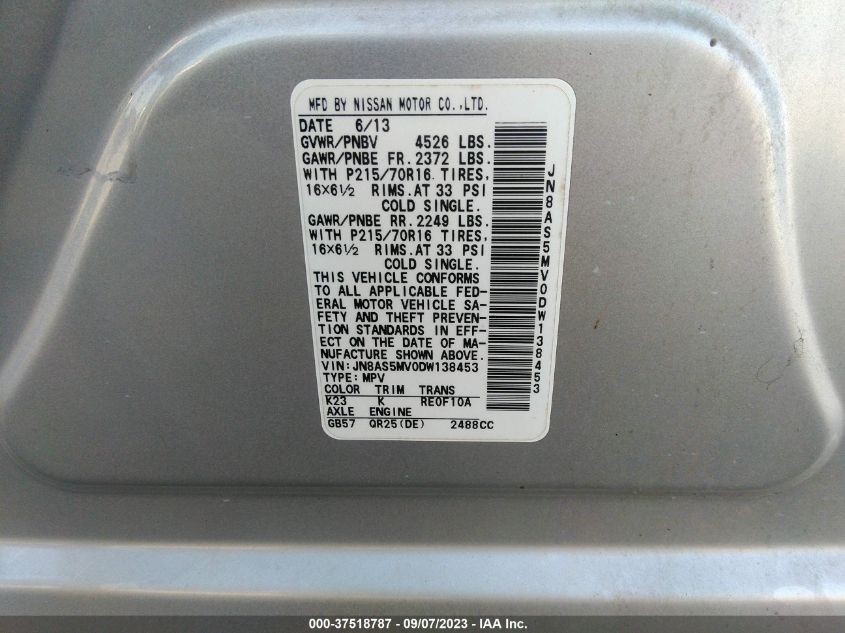 MFD BY NISSAN MOTOR CO.,LTD.
DATE 6/13
GVWR/PNBV 4526 LBS.
GAWR/PNBE FR. 2372 LBS.
WITH P215/70R16 TIRES,
16×6½ RIMS. AT 33 PSI
COLD SINGLE.
GAWR/PNBE RR. 2249 LBS.
WITH P215/70R16 TIRES,
16×6½ RIMS. AT 33 PSI
COLD SINGLE.
THIS VEHICLE CONFORMS
TO ALL APPLICABLE FED-
ERAL MOTOR VEHICLE SA-
FETY AND THEFT PREVEN-
TION STANDARDS IN EFF-
ECT ON THE DATE OF MA-
NUFACTURE SHOWN ABOVE.
VIN: JN8AS5MV0DW138453
TYPE: MPV
COLOR TRIM TRANS
K23 K RE0F10A
AXLE ENGINE
GB57 QR25(DE) 2488CC
JN8AS5MV0DW138453
000-37518787 - 09/07/2023 - IAA Inc.